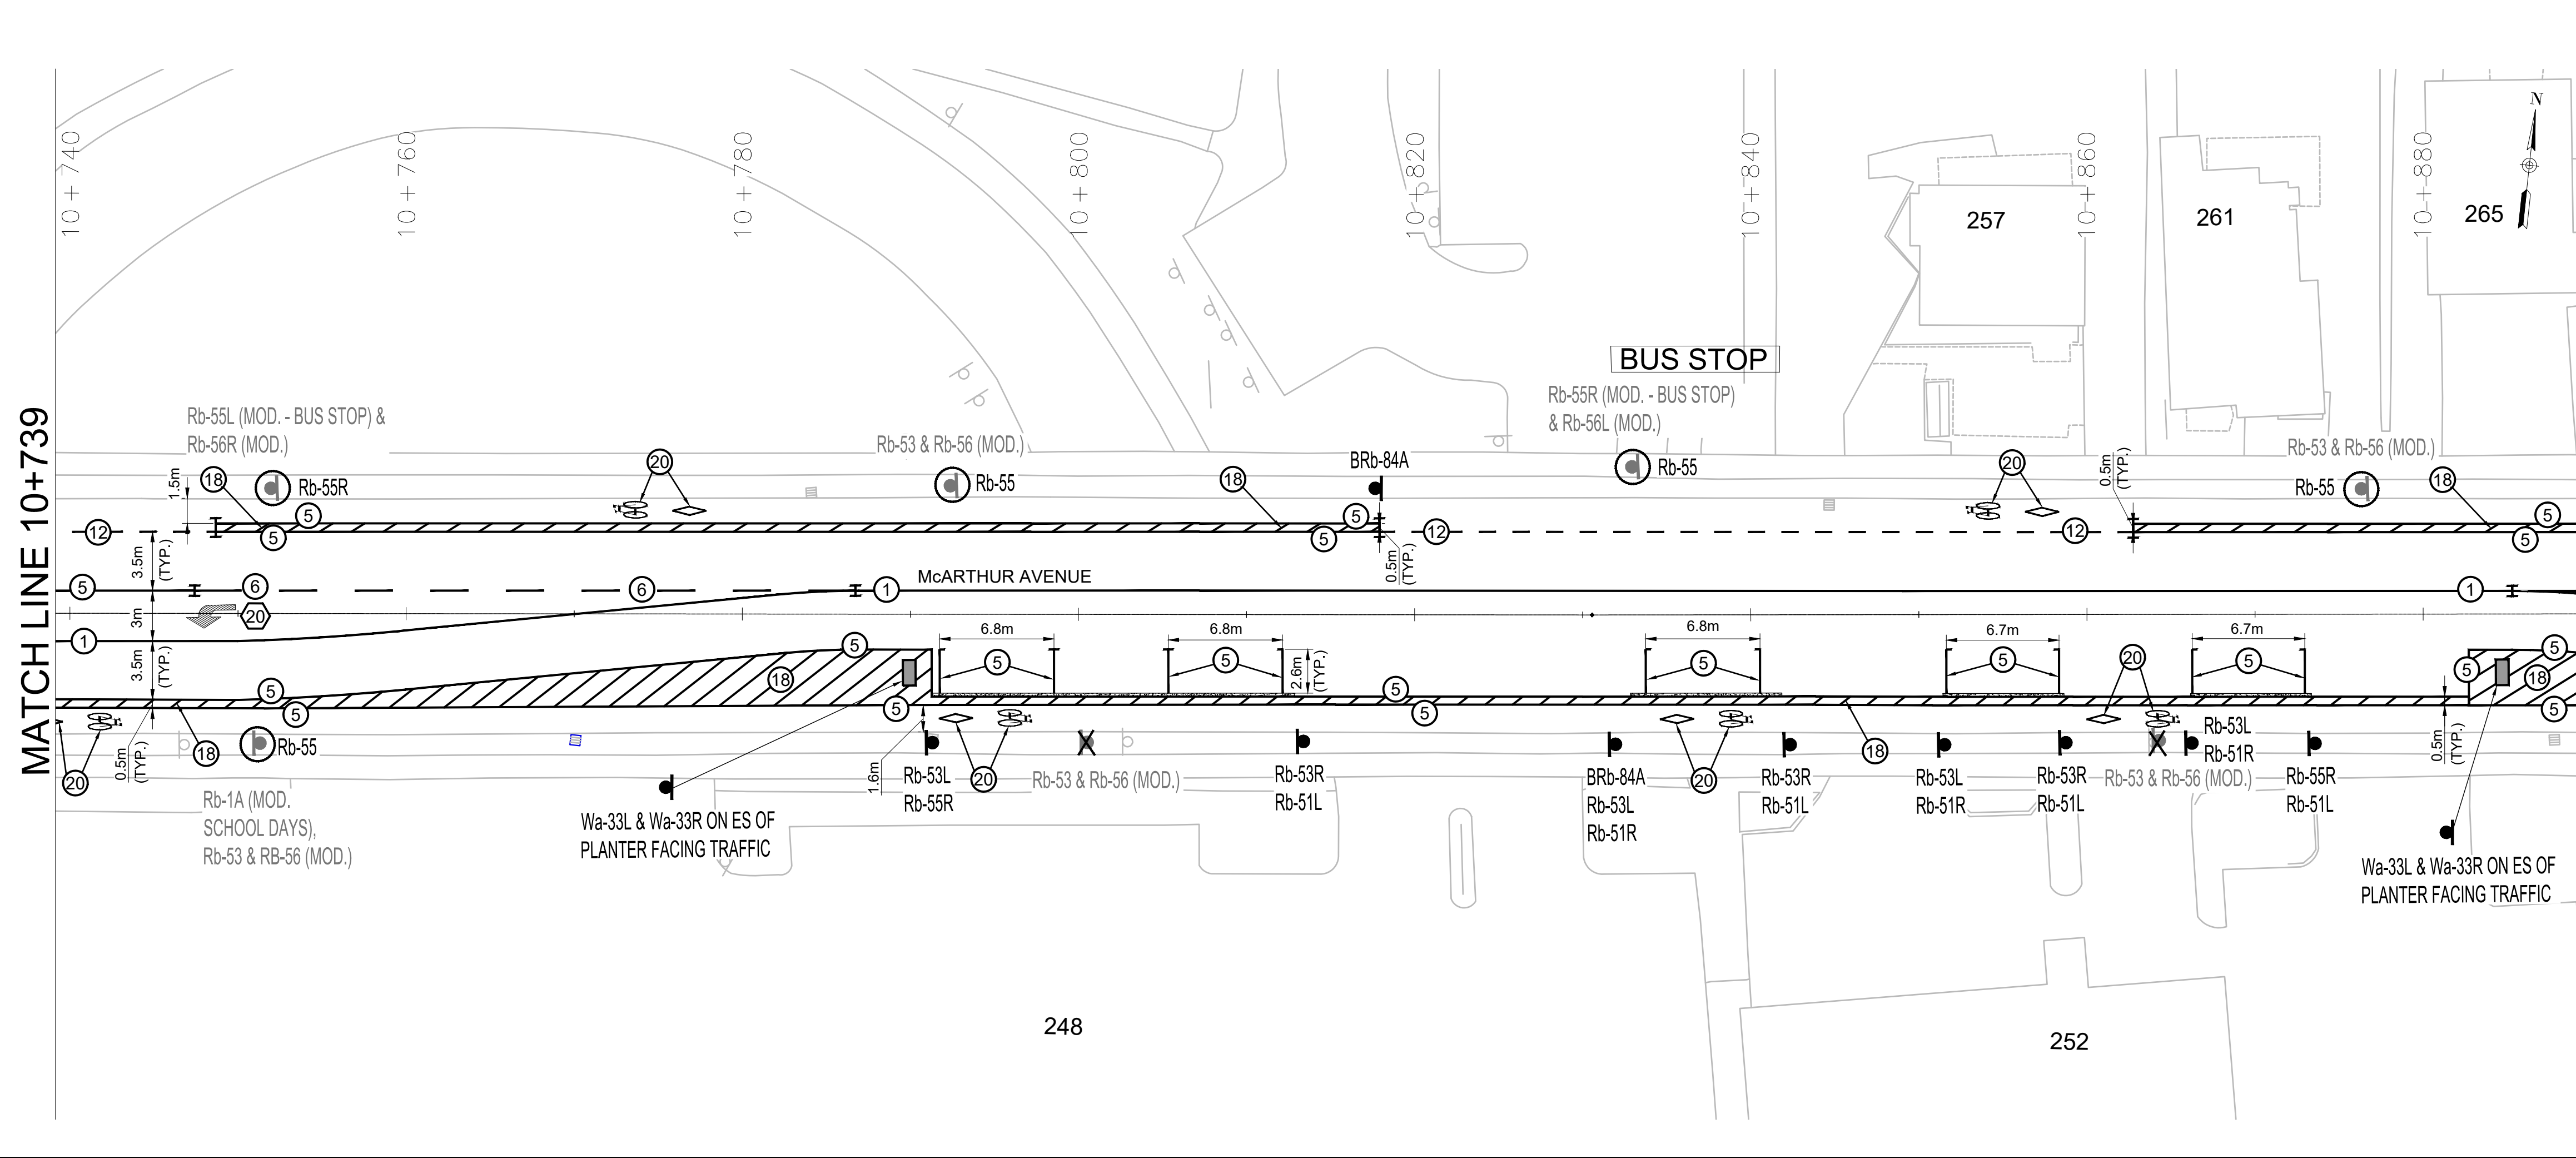 MATCH LINE 10+739
10+740
10+760
10+780
10+800
10+820
10+840
10+860
10+880
N
257
261
265
BUS STOP
Rb-55R (MOD. - BUS STOP)
& Rb-56L (MOD.)
Rb-55L (MOD. - BUS STOP) &
Rb-56R (MOD.)
Rb-53 & Rb-56 (MOD.)
BRb-84A
Rb-53 & Rb-56 (MOD.)
20
20
0.5m
(TYP.)
1.5m
18
Rb-55R
Rb-55
18
Rb-55
Rb-55
18
5
5
5
12
5
5
12
12
5
5
3.5m
(TYP.)
0.5m
(TYP.)
McARTHUR AVENUE
5
6
6
1
1
20
3m
1
6.8m
6.8m
6.8m
6.7m
6.7m
3.5m
(TYP.)
5
5
5
2.6m
(TYP.)
5
5
5
20
5
5
18
18
5
5
5
5
5
5
5
0.5m
(TYP.)
20
18
Rb-55
1.6m
Rb-53L
Rb-55R
20
Rb-53 & Rb-56 (MOD.)
Rb-53R
Rb-51L
BRb-84A
Rb-53L
Rb-51R
20
Rb-53R
Rb-51L
18
Rb-53L
Rb-51R
Rb-53R
Rb-51L
Rb-53L
Rb-51R
Rb-53 & Rb-56 (MOD.)
Rb-55R
Rb-51L
0.5m
(TYP.)
Rb-1A (MOD.
SCHOOL DAYS),
Rb-53 & RB-56 (MOD.)
Wa-33L & Wa-33R ON ES OF
PLANTER FACING TRAFFIC
Wa-33L & Wa-33R ON ES OF
PLANTER FACING TRAFFIC
248
252